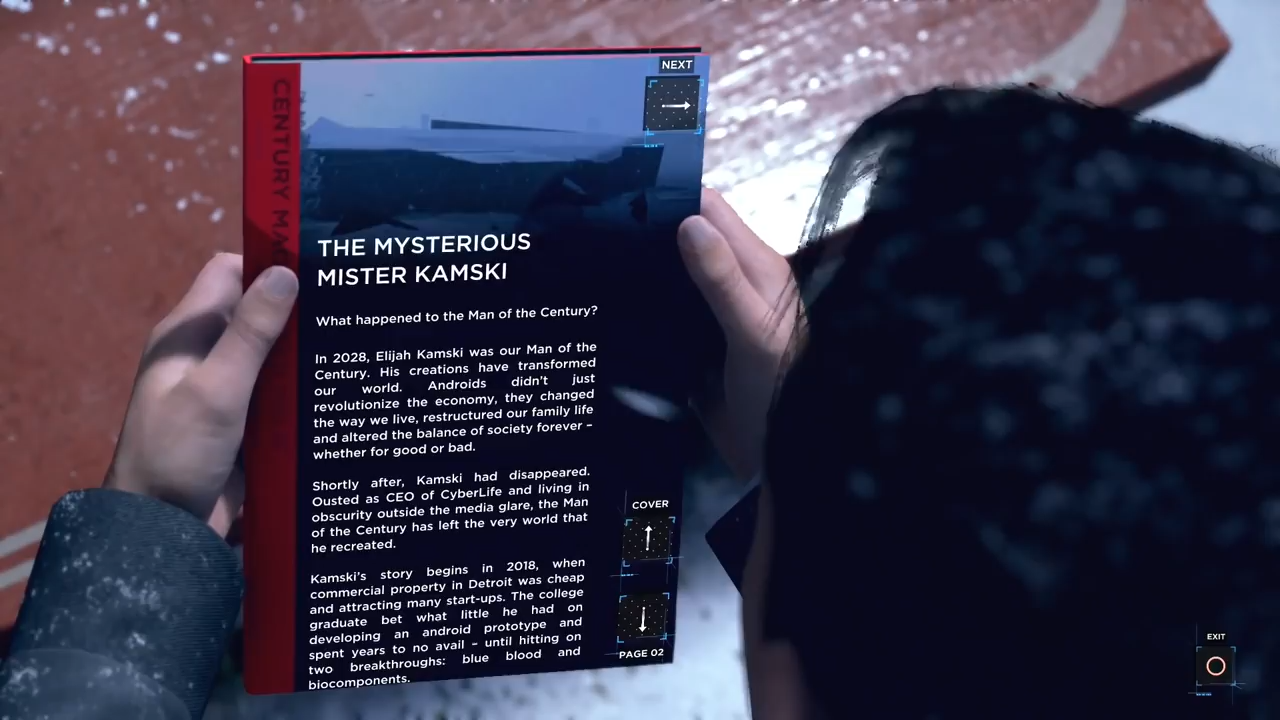 NEXT
CENTURY
THE MYSTERIOUS
MISTER KAMSKI
What happened to the Man of the Century?
In 2028, Elijah Kamski was our Man of the
Century. His creations have transformed
our world. Androids didn't just
revolutionize the economy, they changed
the way we live, restructured our family life
and altered the balance of society forever –
whether for good or bad.
Shortly after, Kamski had disappeared.
Ousted as CEO of CyberLife and living in
obscurity outside the media glare, the Man
of the Century has left the very world that
he recreated.
Kamski's story begins in 2018, when
commercial property in Detroit was cheap
and attracting many start-ups. The college
graduate bet what little he had on
developing an android prototype and
spent years to no avail – until hitting on
two breakthroughs: blue blood and
biocomponents.
COVER
PAGE 02
EXIT